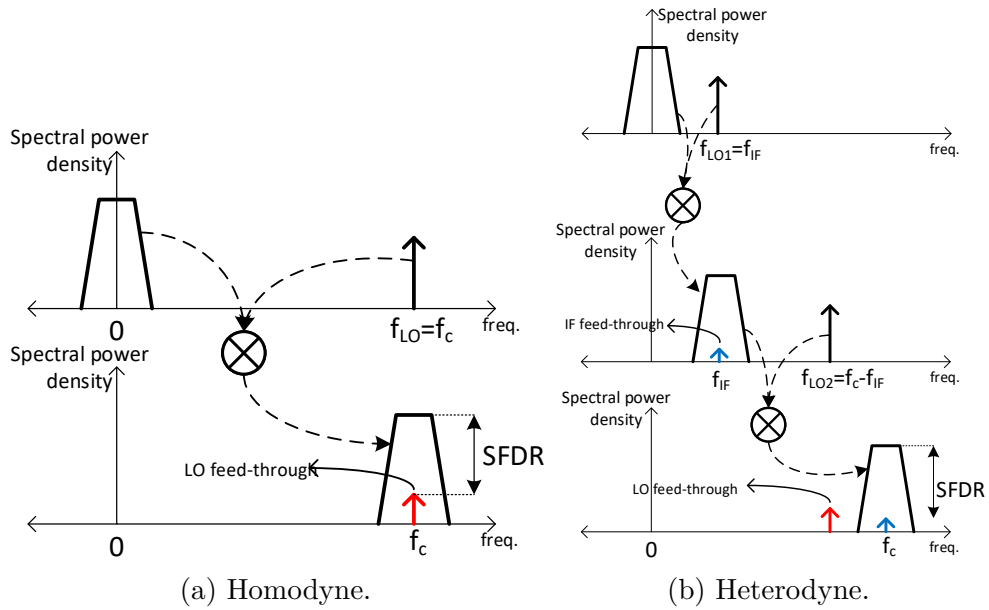 Spectral power
density
0
f_LO=f_c
freq.
Spectral power
density
LO feed-through
SFDR
0
f_c
freq.
(a) Homodyne.
Spectral power
density
f_LO1=f_IF
freq.
Spectral power
density
IF feed-through
f_IF
f_LO2=f_c-f_IF
freq.
Spectral power
density
LO feed-through
SFDR
0
f_c
freq.
(b) Heterodyne.